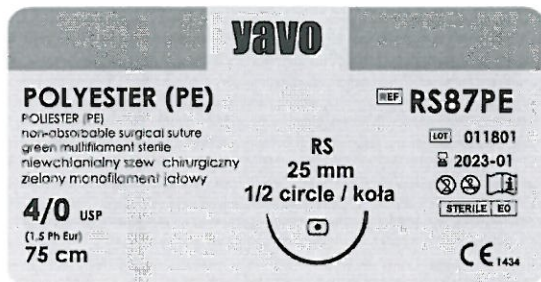 yavo
POLYESTER (PE)
POLIESTER (PE)
non-absorbable surgical suture
green multifilament sterile
niewchłanialny szew chirurgiczny
zielony monofilament jałowy
4/0 USP
(1,5 Ph Eur)
75 cm
RS
25 mm
1/2 circle / koła
REF RS87PE
LOT 011801
2023-01
STERILE EO
CE 1434